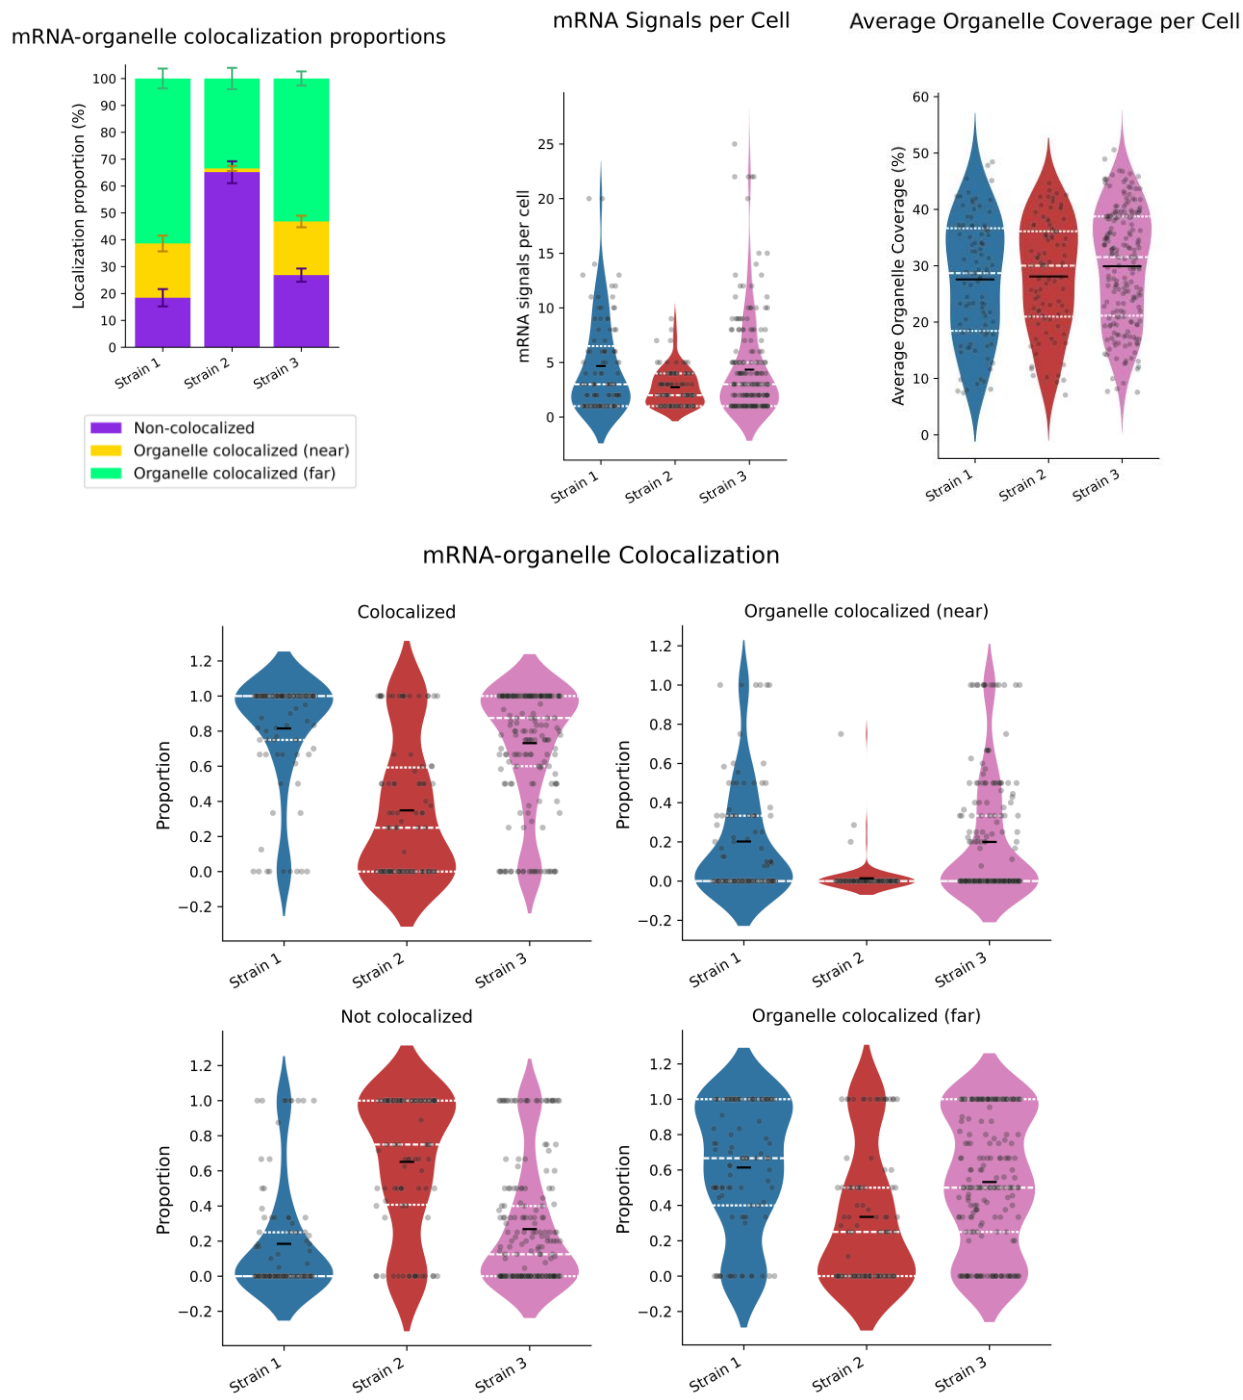 mRNA-organelle colocalization proportions
Localization proportion (%)
100
90
80
70
60
50
40
30
20
10
0
Strain 1
Strain 2
Strain 3
Non-colocalized
Organelle colocalized (near)
Organelle colocalized (far)
mRNA Signals per Cell
mRNA signals per cell
25
20
15
10
5
0
Strain 1
Strain 2
Strain 3
Average Organelle Coverage per Cell
Average Organelle Coverage (%)
60
50
40
30
20
10
0
Strain 1
Strain 2
Strain 3
mRNA-organelle Colocalization
Colocalized
Proportion
1.2
1.0
0.8
0.6
0.4
0.2
0.0
−0.2
Strain 1
Strain 2
Strain 3
Organelle colocalized (near)
Proportion
1.2
1.0
0.8
0.6
0.4
0.2
0.0
−0.2
Strain 1
Strain 2
Strain 3
Not colocalized
Proportion
1.2
1.0
0.8
0.6
0.4
0.2
0.0
−0.2
Strain 1
Strain 2
Strain 3
Organelle colocalized (far)
Proportion
1.2
1.0
0.8
0.6
0.4
0.2
0.0
−0.2
Strain 1
Strain 2
Strain 3